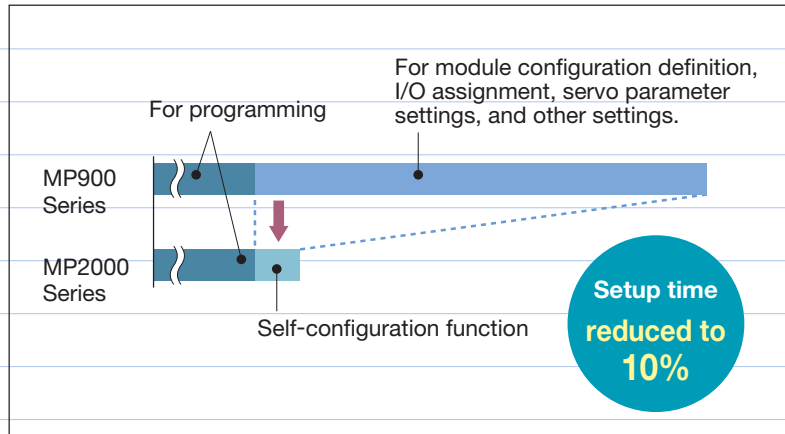 For module configuration definition,
I/O assignment, servo parameter
settings, and other settings.
For programming
MP900
Series
MP2000
Series
Self-configuration function
Setup time
reduced to
10%